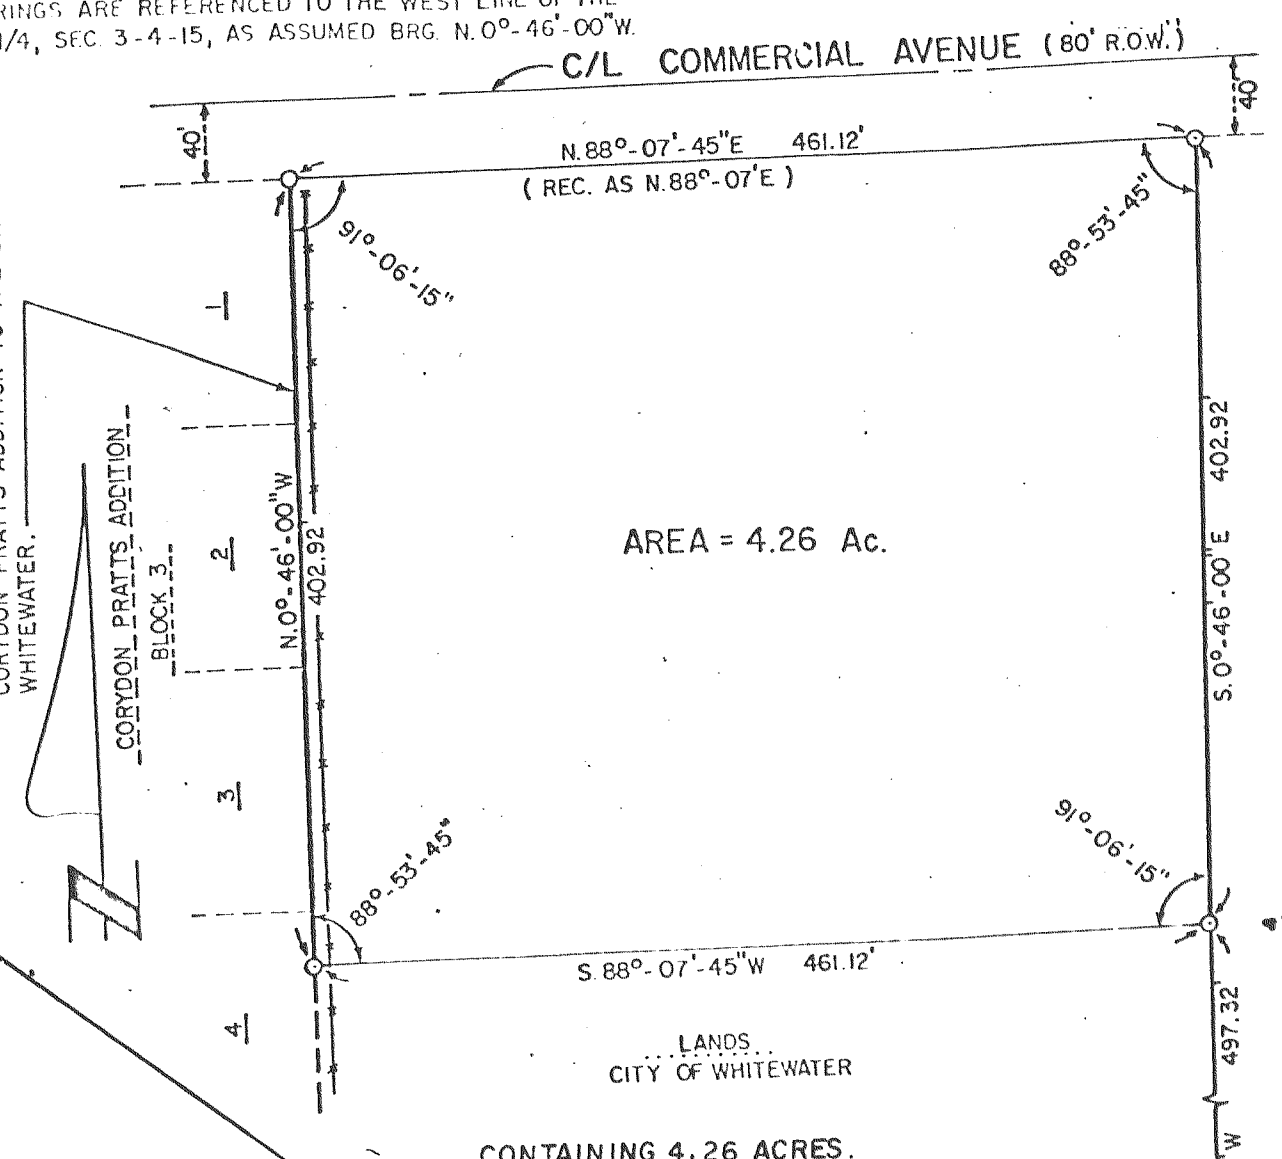 ARE REFERENCED TO THE WEST LINE OF THE
1/4, SEC. 3-4-15, AS ASSUMED BRG. N.0°-46'-00"W.
C/L COMMERCIAL AVENUE (80' R.O.W.)
40'
40'
N.88°-07'-45"E 461.12'
(REC. AS N.88°-07'E)
91°-06'-15"
88°-53'-45"
1
2
3
4
WHITEWATER.
CORYDON PRATTS ADDITION
BLOCK 3
N.0°-46'-00"W
402.92'
AREA = 4.26 Ac.
402.92'
S.0°-46'-00"E
88°-53'-45"
91°-06'-15"
S.88°-07'-45"W 461.12'
LANDS
CITY OF WHITEWATER
497.32'
W
CONTAINING 4.26 ACRES.